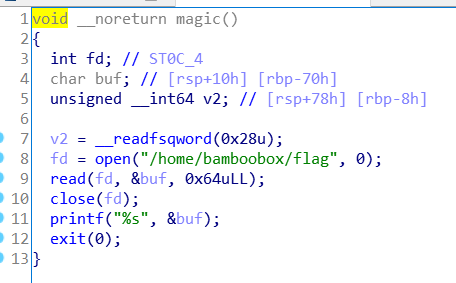 1 void __noreturn magic()
2 {
3   int fd; // ST0C_4
4   char buf; // [rsp+10h] [rbp-70h]
5   unsigned __int64 v2; // [rsp+78h] [rbp-8h]
6
7   v2 = __readfsqword(0x28u);
8   fd = open("/home/bamboobox/flag", 0);
9   read(fd, &buf, 0x64uLL);
10   close(fd);
11   printf("%s", &buf);
12   exit(0);
13 }